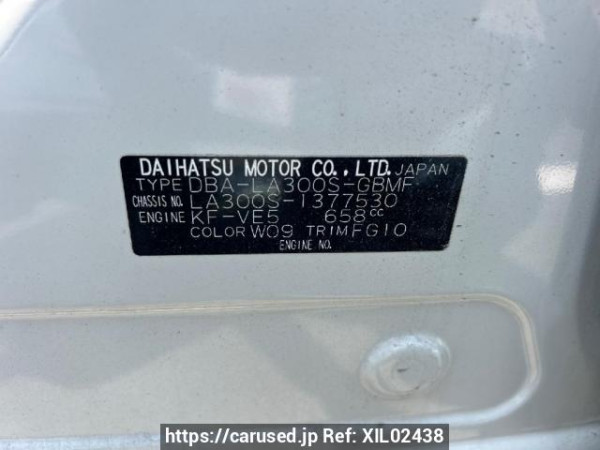 DAIHATSU MOTOR CO.,LTD. JAPAN
TYPE DBA-LA300S-GBMF
CHASSIS NO. LA300S-1377530
ENGINE KF-VE5 658cc
COLOR W09 TRIM FG10
ENGINE NO.
https://carused.jp Ref: XIL02438